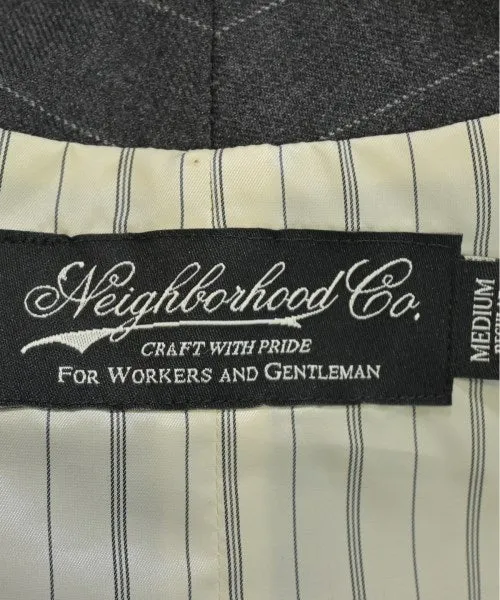 Neighborhood Co.
CRAFT WITH PRIDE
FOR WORKERS AND GENTLEMAN
MEDIUM